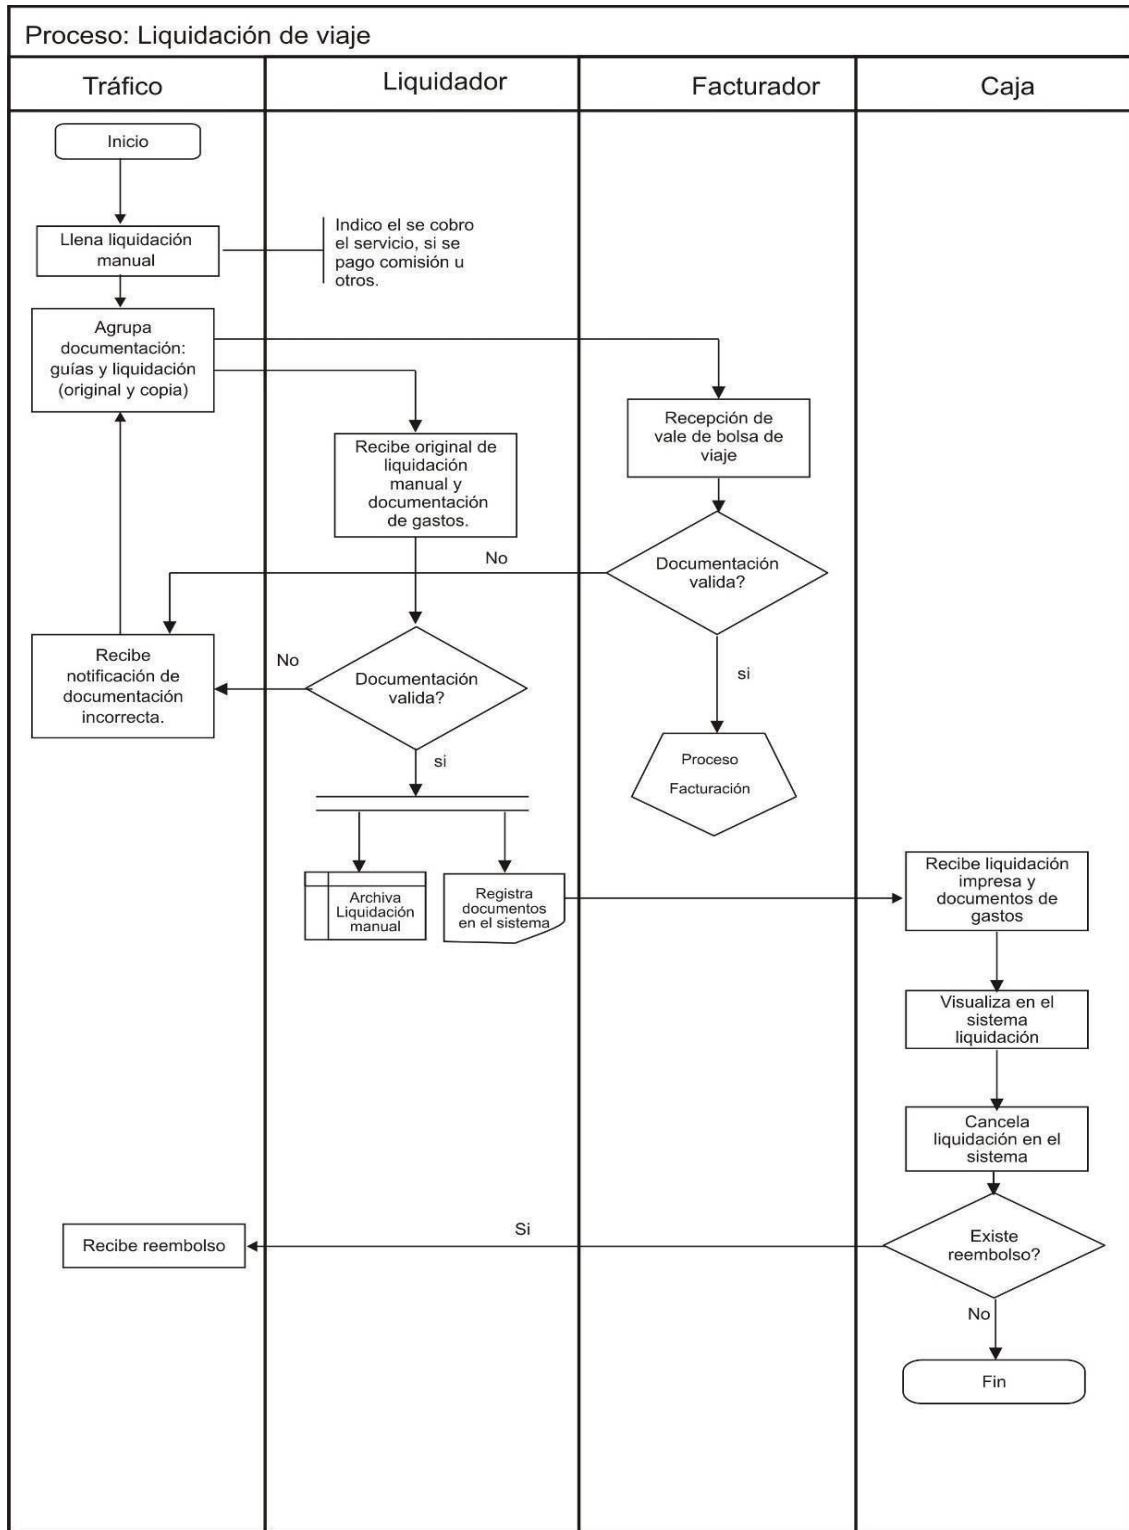 Proceso: Liquidación de viaje
Tráfico
Liquidador
Facturador
Caja
Inicio
Llena liquidación
manual
Indico el se cobro
el servicio, si se
pago comisión u
otros.
Agrupa
documentación:
guías y liquidación
(original y copia)
Recepción de
vale de bolsa de
viaje
Recibe original de
liquidación
manual y
documentación
de gastos.
No
Documentación
valida?
Recibe
notificación de
documentación
incorrecta.
No
Documentación
valida?
si
si
Proceso
Facturación
Archiva
Liquidación
manual
Registra
documentos
en el sistema
Recibe liquidación
impresa y
documentos de
gastos
Visualiza en el
sistema
liquidación
Cancela
liquidación en el
sistema
Recibe reembolso
Si
Existe
reembolso?
No
Fin